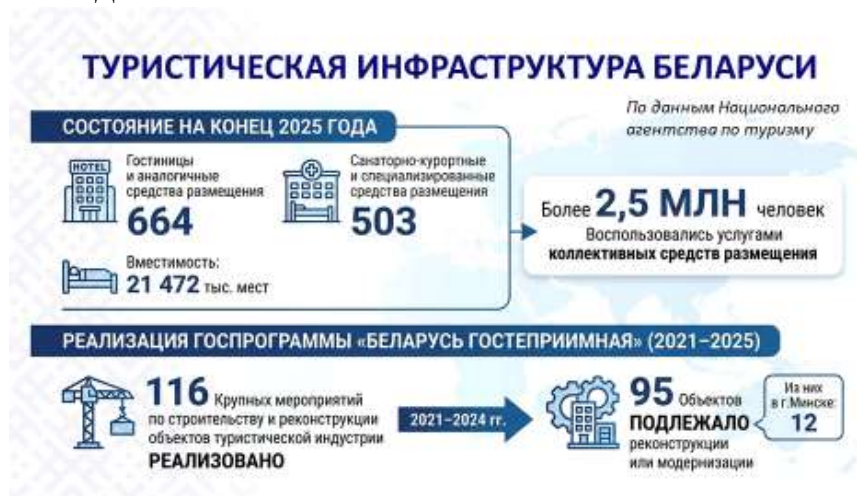 ТУРИСТИЧЕСКАЯ ИНФРАСТРУКТУРА БЕЛАРУСИ
По данным Национального
агентства по туризму
СОСТОЯНИЕ НА КОНЕЦ 2025 ГОДА
HOTEL
Гостиницы
и аналогичные
средства размещения
664
Санаторно-курортные
и специализированные
средства размещения
503
Вместимость:
21 472 тыс. мест
Более 2,5 МЛН человек
Воспользовались услугами
коллективных средств размещения
РЕАЛИЗАЦИЯ ГОСПРОГРАММЫ «БЕЛАРУСЬ ГОСТЕПРИИМНАЯ» (2021–2025)
116 Крупных мероприятий
по строительству и реконструкции
объектов туристической индустрии
РЕАЛИЗОВАНО
2021–2024 гг.
95 Объектов
ПОДЛЕЖАЛО
реконструкции
или модернизации
Из них
в г.Минске:
12